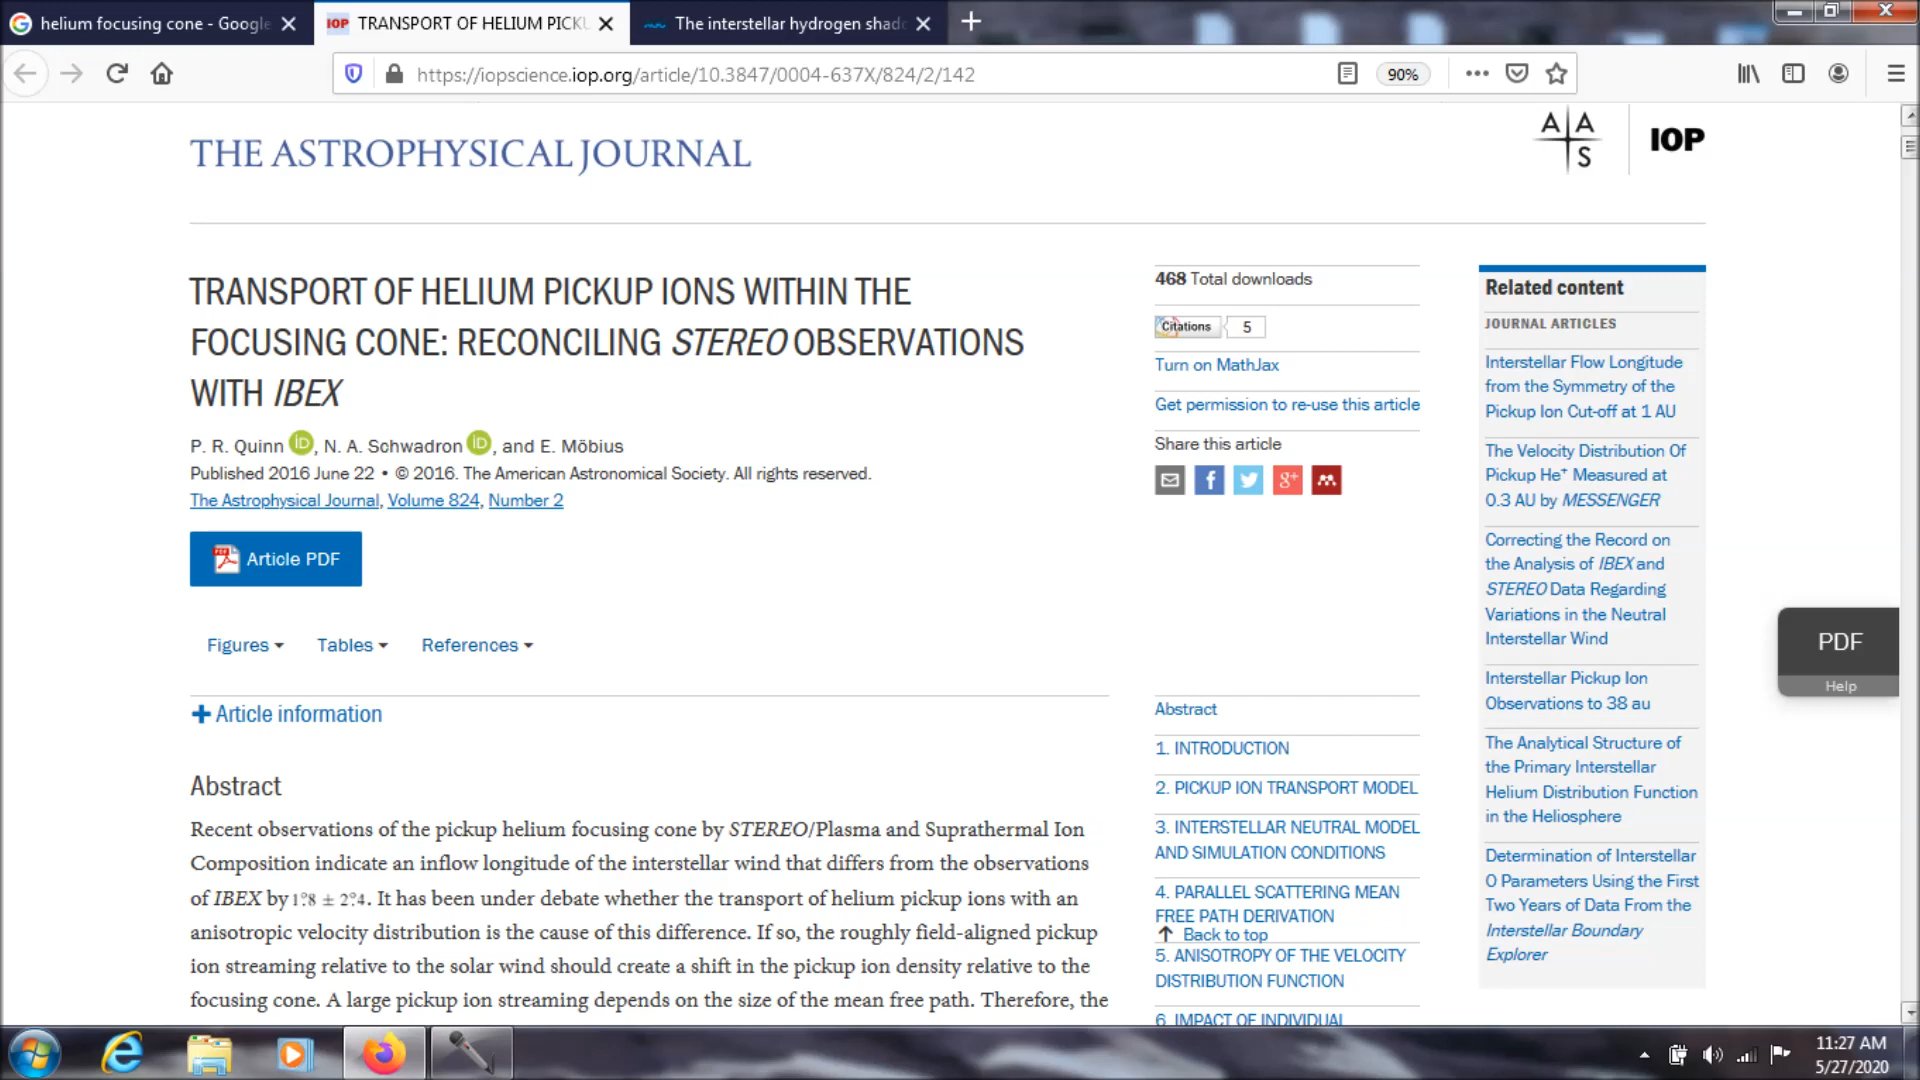 helium focusing cone - Google
IOP TRANSPORT OF HELIUM PICKU
The interstellar hydrogen shado
https://iopscience.iop.org/article/10.3847/0004-637X/824/2/142
90%
THE ASTROPHYSICAL JOURNAL
A A
S
IOP
TRANSPORT OF HELIUM PICKUP IONS WITHIN THE
FOCUSING CONE: RECONCILING STEREO OBSERVATIONS
WITH IBEX
P. R. Quinn iD, N. A. Schwadron iD, and E. Möbius
Published 2016 June 22 • © 2016. The American Astronomical Society. All rights reserved.
The Astrophysical Journal, Volume 824, Number 2
Article PDF
Figures
Tables
References
+ Article information
Abstract
Recent observations of the pickup helium focusing cone by STEREO/Plasma and Suprathermal Ion
Composition indicate an inflow longitude of the interstellar wind that differs from the observations
of IBEX by 1°.8 ± 2°.4. It has been under debate whether the transport of helium pickup ions with an
anisotropic velocity distribution is the cause of this difference. If so, the roughly field-aligned pickup
ion streaming relative to the solar wind should create a shift in the pickup ion density relative to the
focusing cone. A large pickup ion streaming depends on the size of the mean free path. Therefore, the
468 Total downloads
Citations 5
Turn on MathJax
Get permission to re-use this article
Share this article
f
g+
Abstract
1. INTRODUCTION
2. PICKUP ION TRANSPORT MODEL
3. INTERSTELLAR NEUTRAL MODEL
AND SIMULATION CONDITIONS
4. PARALLEL SCATTERING MEAN
FREE PATH DERIVATION
Back to top
5. ANISOTROPY OF THE VELOCITY
DISTRIBUTION FUNCTION
6. IMPACT OF INDIVIDUAL
Related content
JOURNAL ARTICLES
Interstellar Flow Longitude
from the Symmetry of the
Pickup Ion Cut-off at 1 AU
The Velocity Distribution Of
Pickup He+ Measured at
0.3 AU by MESSENGER
Correcting the Record on
the Analysis of IBEX and
STEREO Data Regarding
Variations in the Neutral
Interstellar Wind
Interstellar Pickup Ion
Observations to 38 au
The Analytical Structure of
the Primary Interstellar
Helium Distribution Function
in the Heliosphere
Determination of Interstellar
O Parameters Using the First
Two Years of Data From the
Interstellar Boundary
Explorer
PDF
Help
11:27 AM
5/27/2020